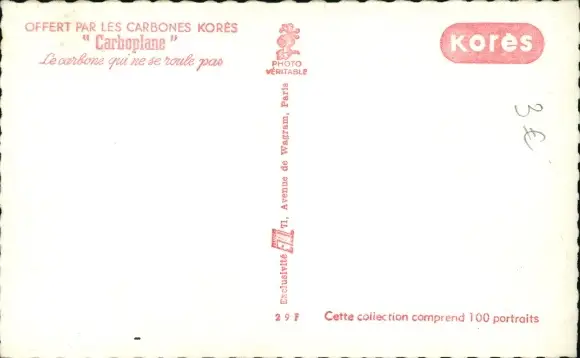 OFFERT PAR LES CARBONES KORÈS
" Carboplane "
Le carbone qui ne se roule pas
PHOTO
VÉRITABLE
KORÈS
3€
Exclusivité 71, Avenue de Wagram, Paris
29F
Cette collection comprend 100 portraits